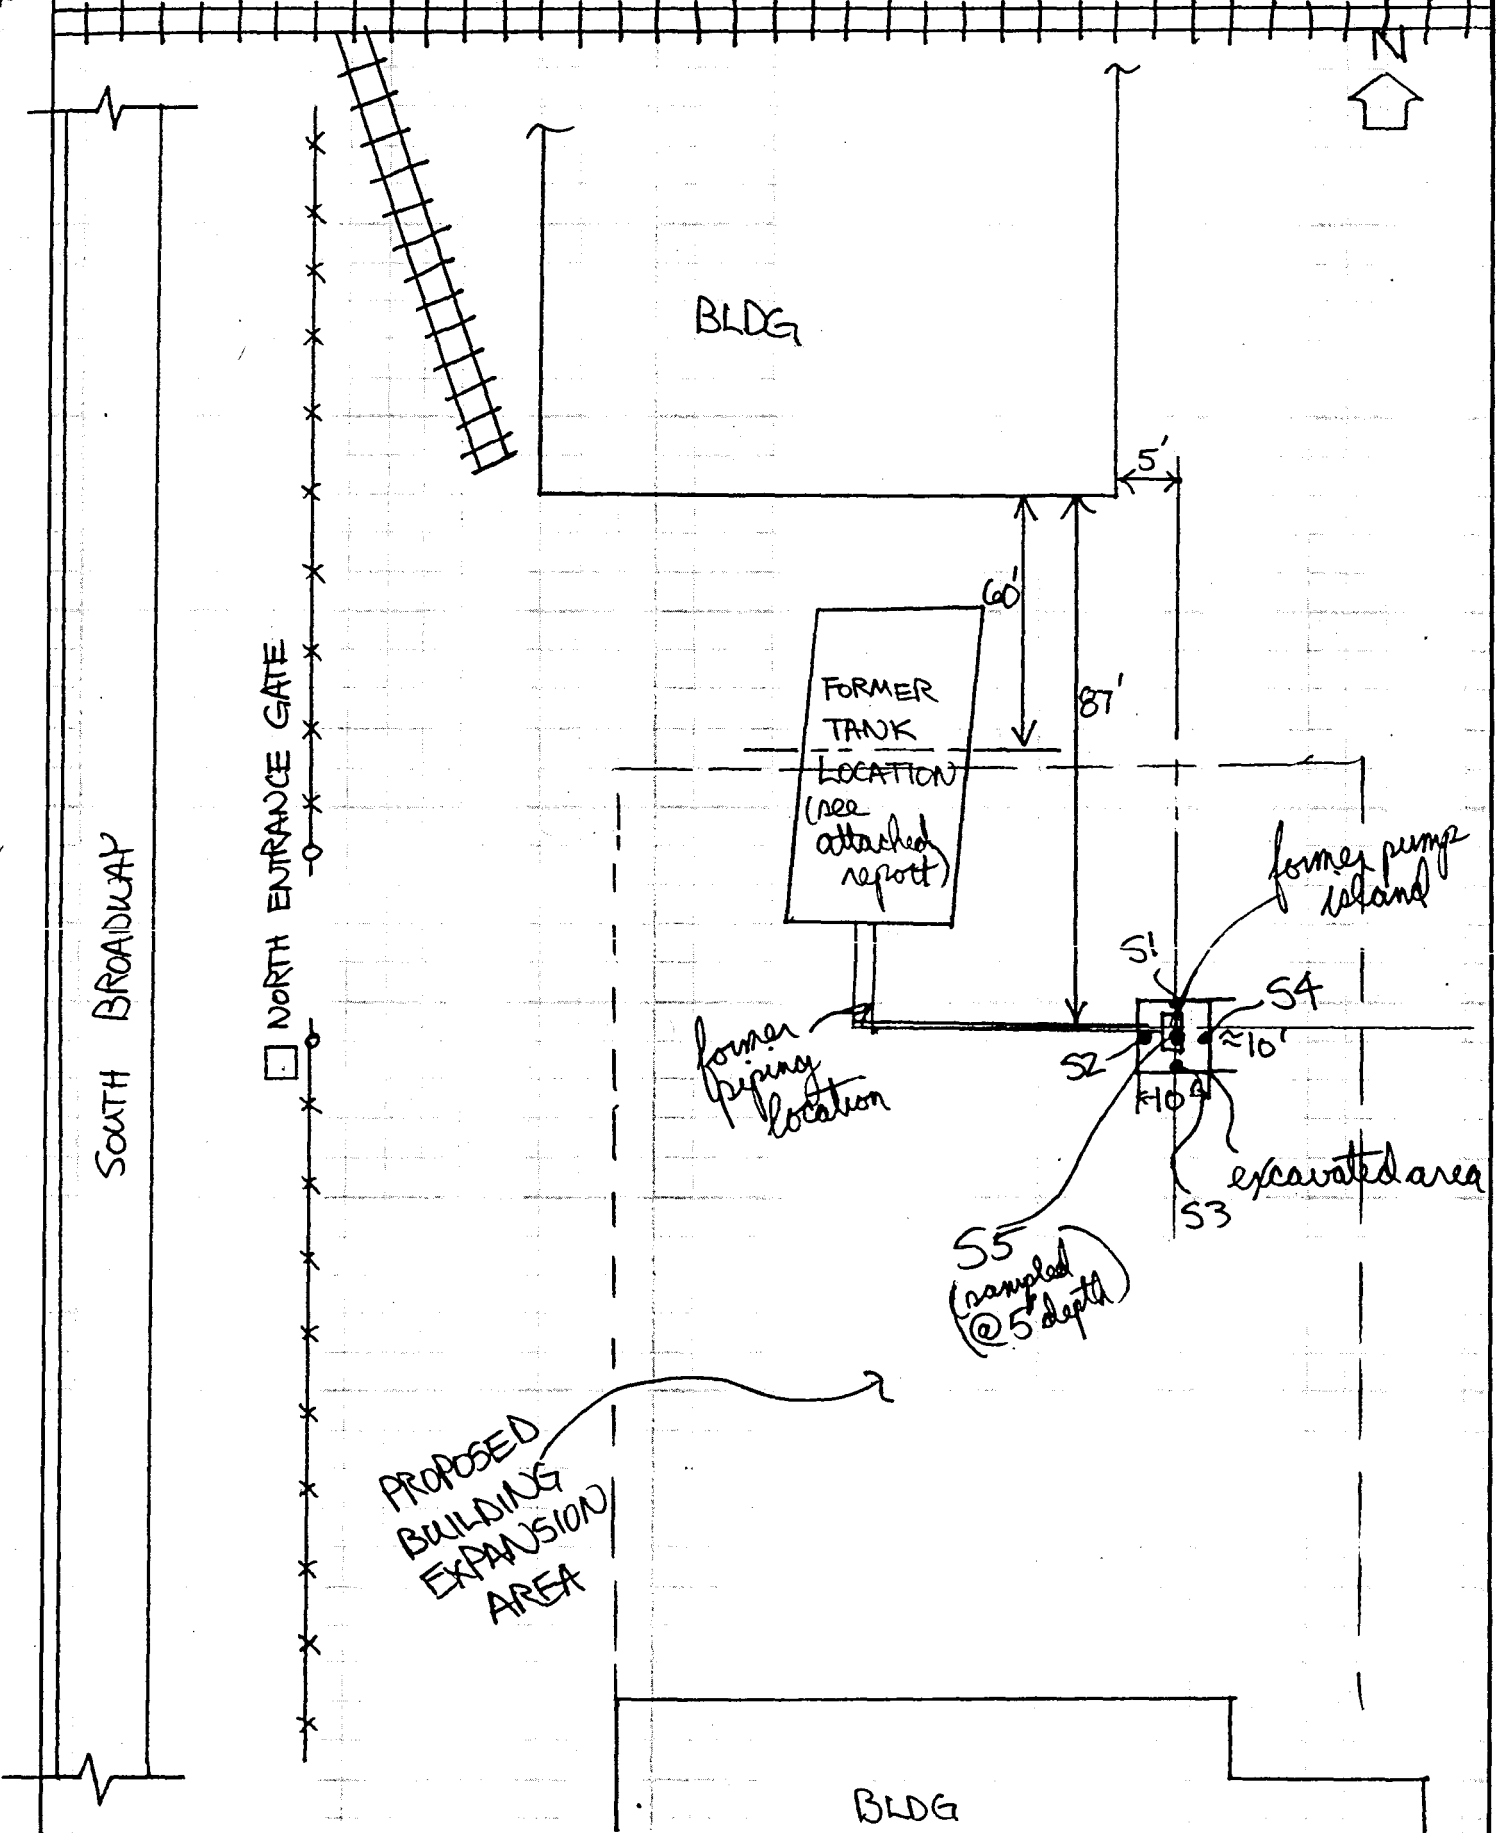 N
BLDG
5'
60'
87'
FORMER
TANK
LOCATION
(see
attached
report)
NORTH ENTRANCE GATE
SOUTH BROADWAY
former pump
island
S1
S4
S2
≈10'
10'
former
piping
location
excavated area
S3
S5
(sampled
@ 5' depth)
PROPOSED
BUILDING
EXPANSION
AREA
BLDG